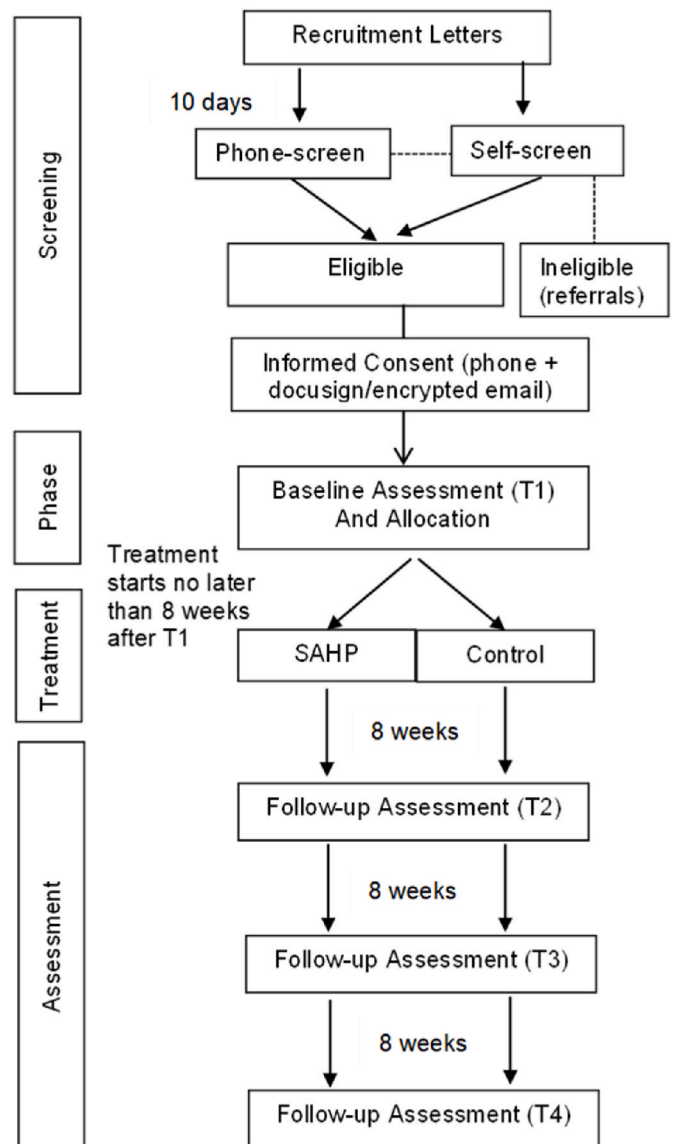 Recruitment Letters
10 days
Phone-screen
Self-screen
Screening
Eligible
Ineligible
(referrals)
Informed Consent (phone +
docusign/encrypted email)
Phase
Baseline Assessment (T1)
And Allocation
Treatment
starts no later
than 8 weeks
after T1
Treatment
SAHP
Control
8 weeks
Follow-up Assessment (T2)
8 weeks
Assessment
Follow-up Assessment (T3)
8 weeks
Follow-up Assessment (T4)